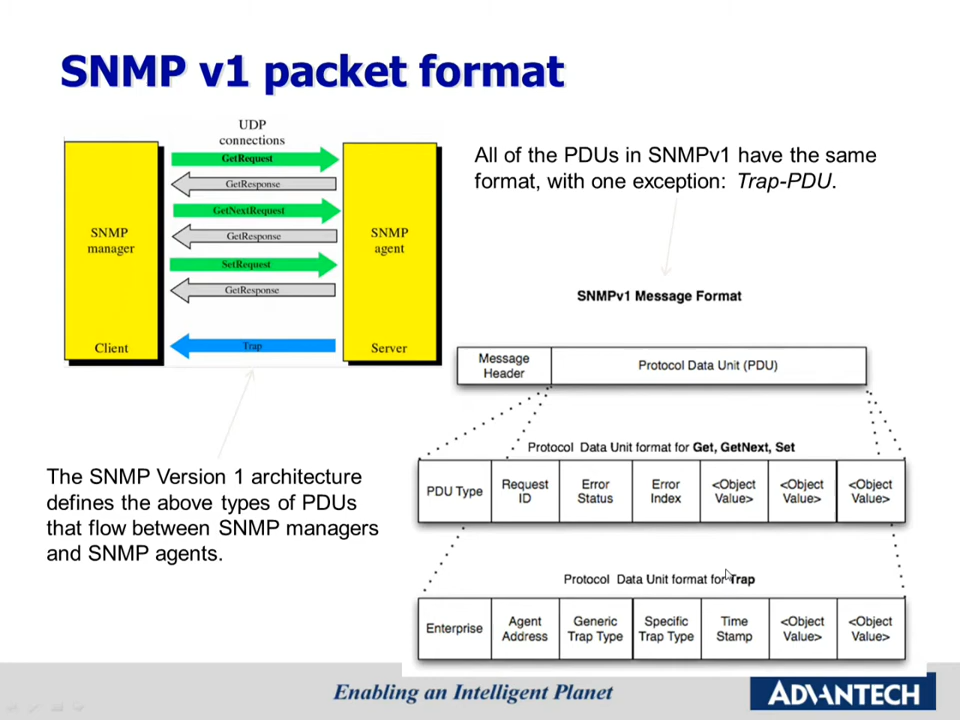 SNMP v1 packet format
UDP
connections
GetRequest
GetResponse
GetNextRequest
GetResponse
SetRequest
GetResponse
Trap
SNMP
manager
Client
SNMP
agent
Server
All of the PDUs in SNMPv1 have the same
format, with one exception: Trap-PDU.
The SNMP Version 1 architecture
defines the above types of PDUs
that flow between SNMP managers
and SNMP agents.
SNMPv1 Message Format
Message
Header
Protocol Data Unit (PDU)
Protocol Data Unit format for Get, GetNext, Set
PDU Type
Request
ID
Error
Status
Error
Index
<Object
Value>
<Object
Value>
<Object
Value>
Protocol Data Unit format for Trap
Enterprise
Agent
Address
Generic
Trap Type
Specific
Trap Type
Time
Stamp
<Object
Value>
<Object
Value>
Enabling an Intelligent Planet
ADVANTECH